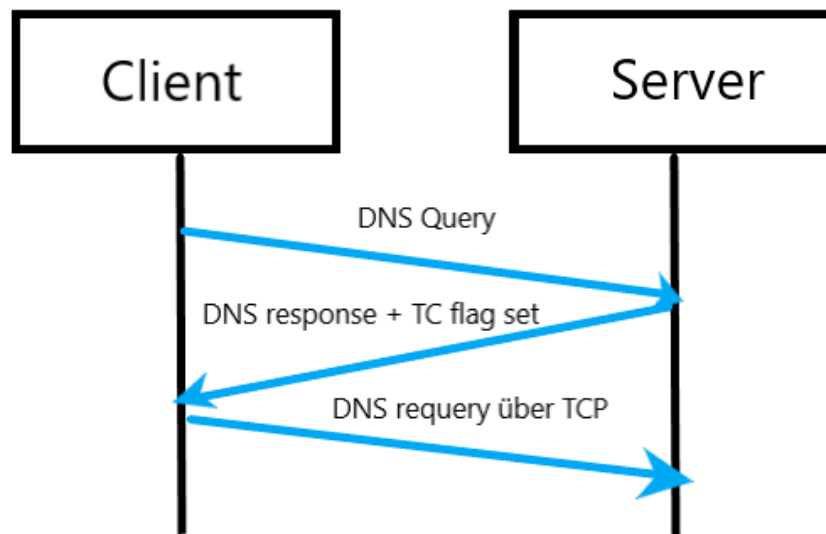 Client
Server
DNS Query
DNS response + TC flag set
DNS requery über TCP